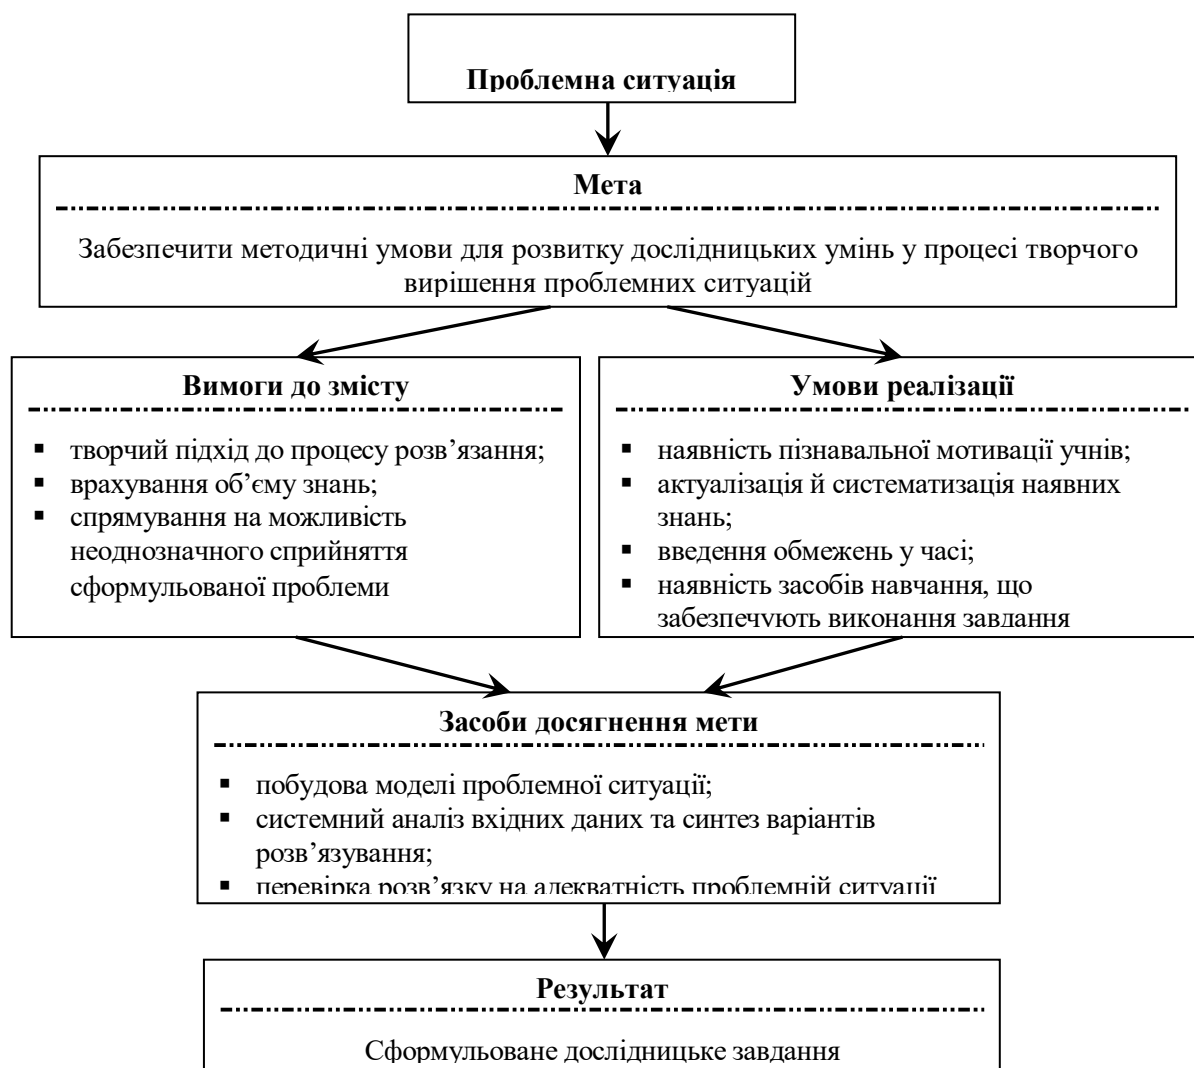 Проблемна ситуація
Мета
Забезпечити методичні умови для розвитку дослідницьких умінь у процесі творчого
вирішення проблемних ситуацій
Вимоги до змісту
▪ творчий підхід до процесу розв’язання;
▪ врахування об’єму знань;
▪ спрямування на можливість
неоднозначного сприйняття
сформульованої проблеми
Умови реалізації
▪ наявність пізнавальної мотивації учнів;
▪ актуалізація й систематизація наявних
знань;
▪ введення обмежень у часі;
▪ наявність засобів навчання, що
забезпечують виконання завдання
Засоби досягнення мети
▪ побудова моделі проблемної ситуації;
▪ системний аналіз вхідних даних та синтез варіантів
розв’язування;
▪ перевірка розв’язку на адекватність проблемній ситуації
Результат
Сформульоване дослідницьке завдання